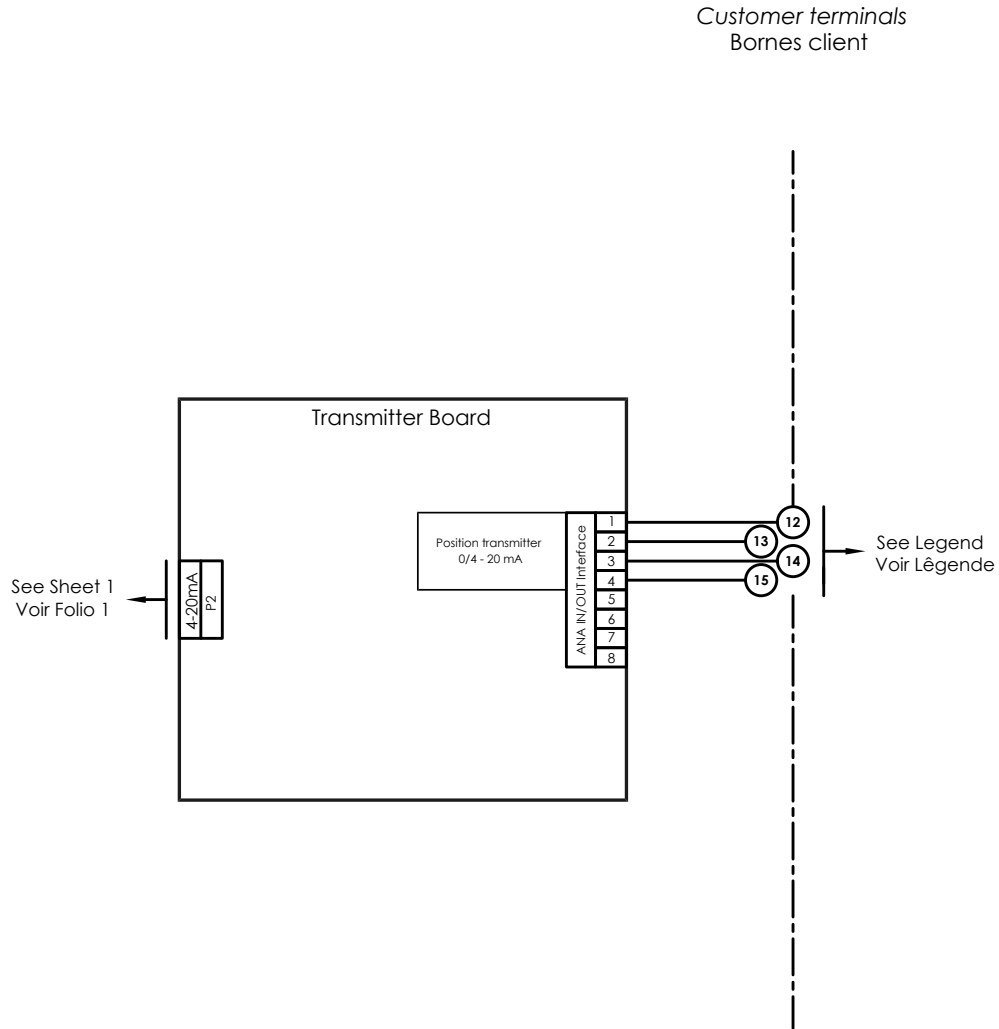 Customer terminals
Bornes client
Transmitter Board
Position transmitter
0/4 - 20 mA
ANA IN/OUT Interface
1
2
3
4
5
6
7
8
12
13
14
15
See Legend
Voir Lêgende
See Sheet 1
Voir Folio 1
4-20mA
P2